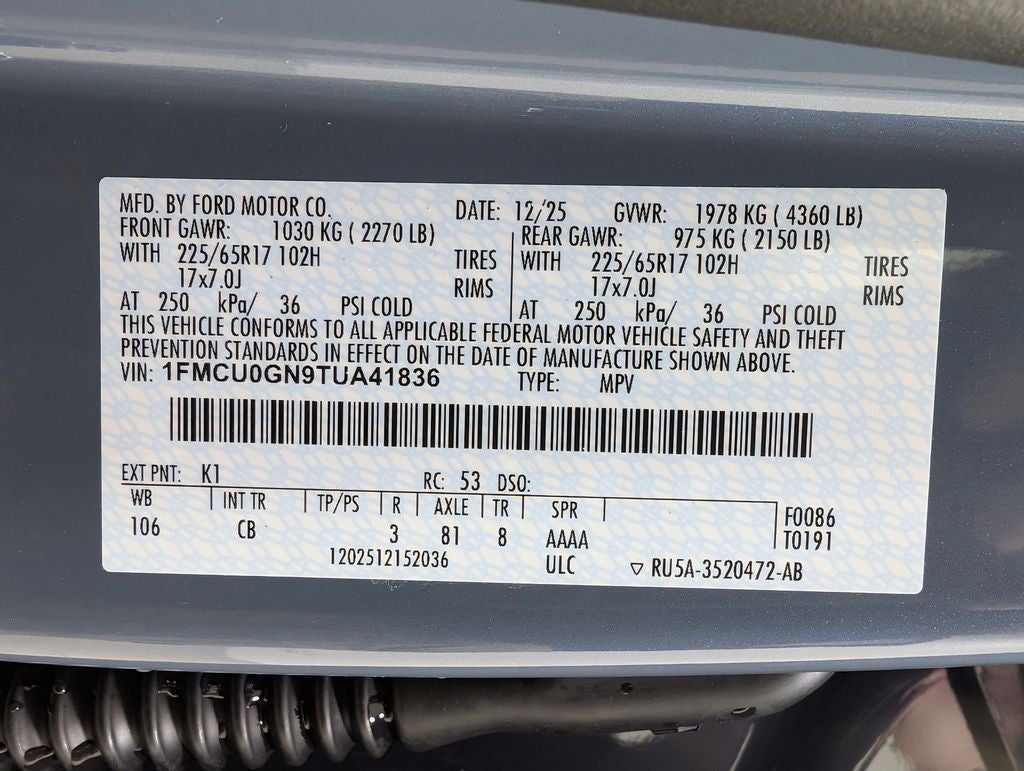 MFD. BY FORD MOTOR CO. DATE: 12/25 GVWR: 1978 KG ( 4360 LB)
FRONT GAWR: 1030 KG ( 2270 LB) REAR GAWR: 975 KG ( 2150 LB)
WITH 225/65R17 102H TIRES WITH 225/65R17 102H TIRES
17x7.0J RIMS 17x7.0J RIMS
AT 250 kPa/ 36 PSI COLD AT 250 kPa/ 36 PSI COLD
THIS VEHICLE CONFORMS TO ALL APPLICABLE FEDERAL MOTOR VEHICLE SAFETY AND THEFT
PREVENTION STANDARDS IN EFFECT ON THE DATE OF MANUFACTURE SHOWN ABOVE.
VIN: 1FMCU0GN9TUA41836 TYPE: MPV
EXT PNT: K1 RC: 53 DSO:
WB INT TR TP/PS R AXLE TR SPR F0086
106 CB 3 81 8 AAAA T0191
1202512152036 ULC ▽ RU5A-3520472-AB